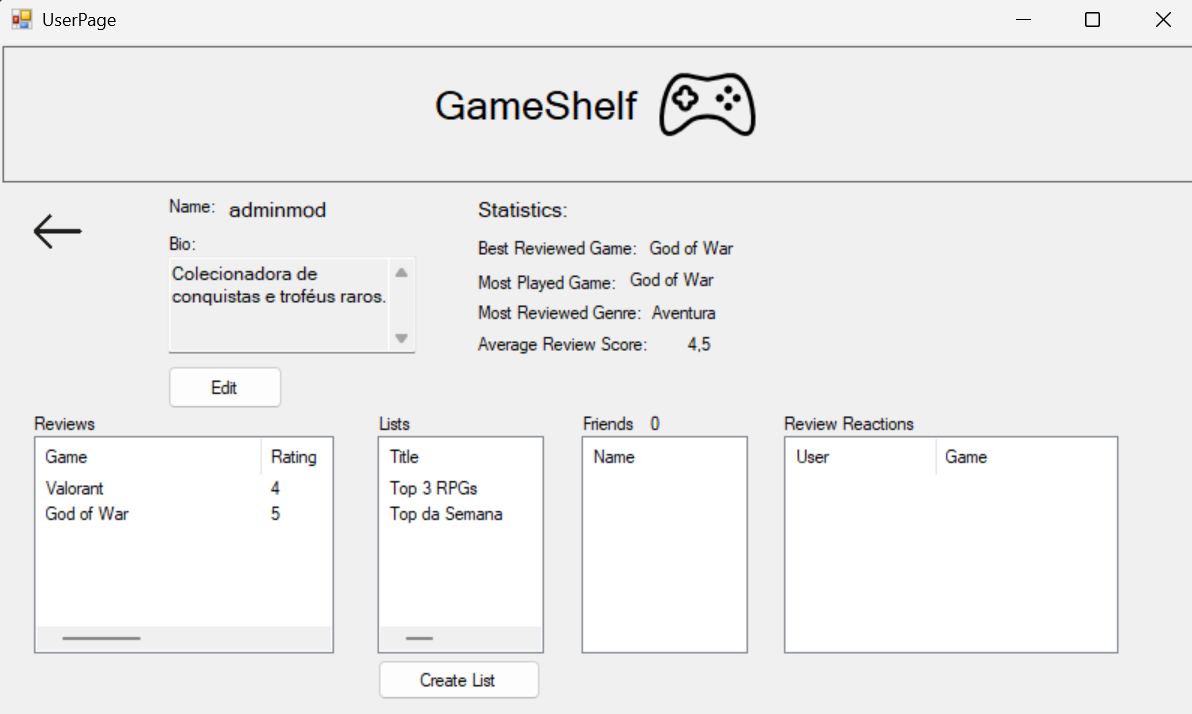 UserPage
GameShelf
Name: adminmod
Bio:
Colecionadora de
conquistas e troféus raros.
Edit
Statistics:
Best Reviewed Game: God of War
Most Played Game: God of War
Most Reviewed Genre: Aventura
Average Review Score: 4,5
Reviews
Game Rating
Valorant 4
God of War 5
Lists
Title
Top 3 RPGs
Top da Semana
Create List
Friends 0
Name
Review Reactions
User Game